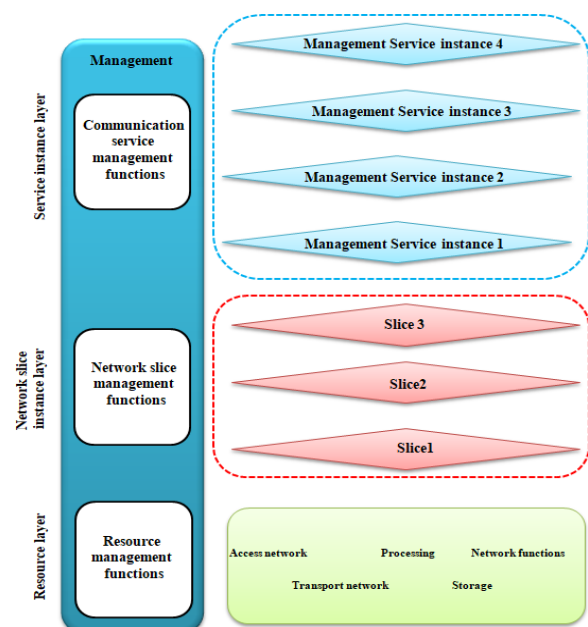 Management
Service instance layer
Communication
service
management
functions
Management Service instance 4
Management Service instance 3
Management Service instance 2
Management Service instance 1
Network slice
instance layer
Network slice
management
functions
Slice 3
Slice2
Slice1
Resource layer
Resource
management
functions
Access network
Processing
Network functions
Transport network
Storage